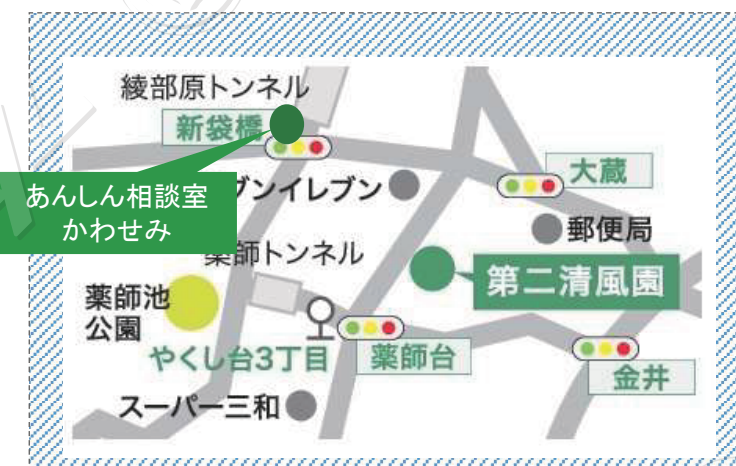 綾部原トンネル
新袋橋
大蔵
あんしん相談室
かわせみ
ブンイレブン
郵便局
薬師トンネル
第二清風園
薬師池
公園
やくし台3丁目
薬師台
金井
スーパー三和